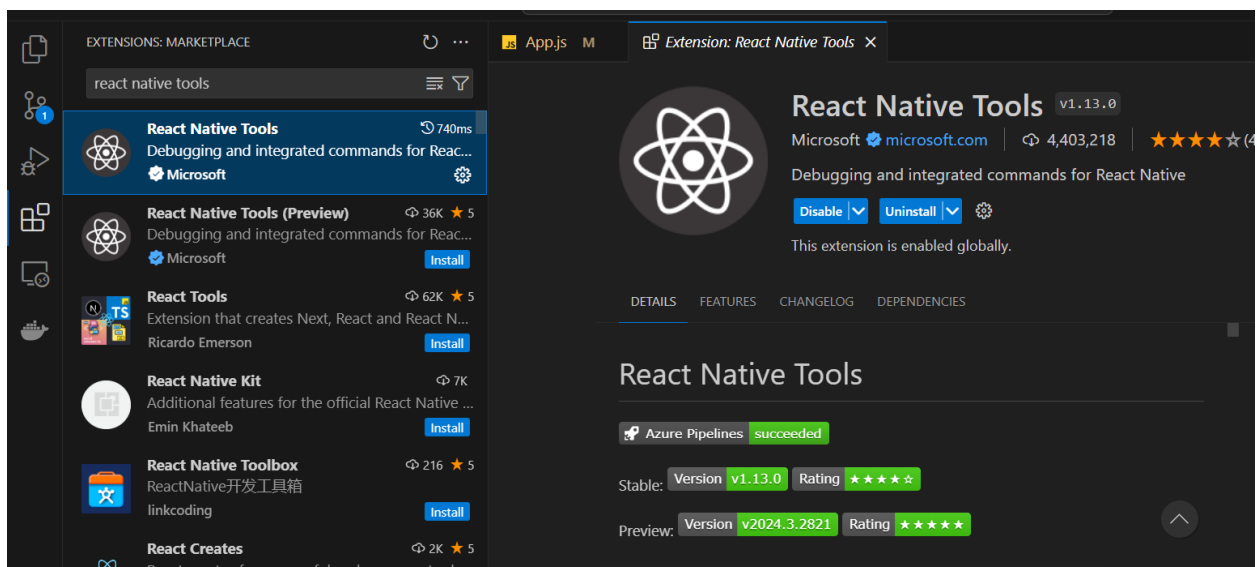 EXTENSIONS: MARKETPLACE
react native tools
1
React Native Tools 740ms
Debugging and integrated commands for Reac...
Microsoft
React Native Tools (Preview) 36K ★ 5
Debugging and integrated commands for Reac...
Microsoft Install
TS
React Tools 62K ★ 5
Extension that creates Next, React and React N...
Ricardo Emerson Install
React Native Kit 7K
Additional features for the official React Native ...
Emin Khateeb Install
React Native Toolbox 216 ★ 5
ReactNative开发工具箱
linkcoding Install
React Creates 2K ★ 5
JS App.js M
Extension: React Native Tools
React Native Tools v1.13.0
Microsoft microsoft.com 4,403,218 ★★★★☆(4
Debugging and integrated commands for React Native
Disable Uninstall
This extension is enabled globally.
DETAILS FEATURES CHANGELOG DEPENDENCIES
React Native Tools
Azure Pipelines succeeded
Stable: Version v1.13.0 Rating ★★★★☆
Preview: Version v2024.3.2821 Rating ★★★★★